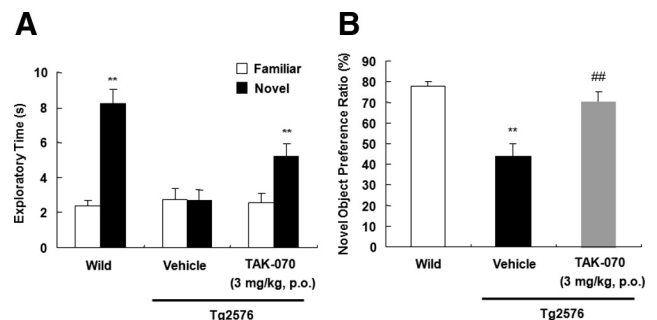 A
Exploratory Time (s)
10
8
6
4
2
0
**
**
Familiar
Novel
Wild
Vehicle
TAK-070
(3 mg/kg, p.o.)
Tg2576
B
Novel Object Preference Ratio (%)
90
80
70
60
50
40
30
20
10
0
**
##
Wild
Vehicle
TAK-070
(3 mg/kg, p.o.)
Tg2576